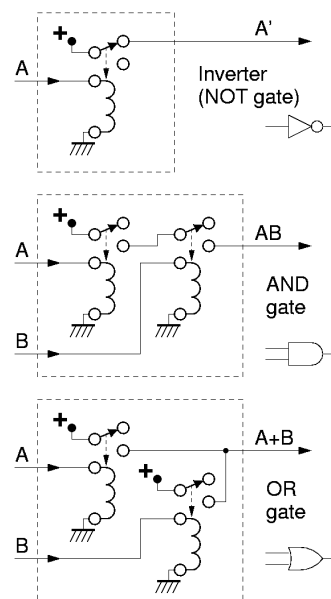 +
A'
A
Inverter
(NOT gate)
+
AB
A
AND
gate
B
+
A+B
A
+
OR
gate
B